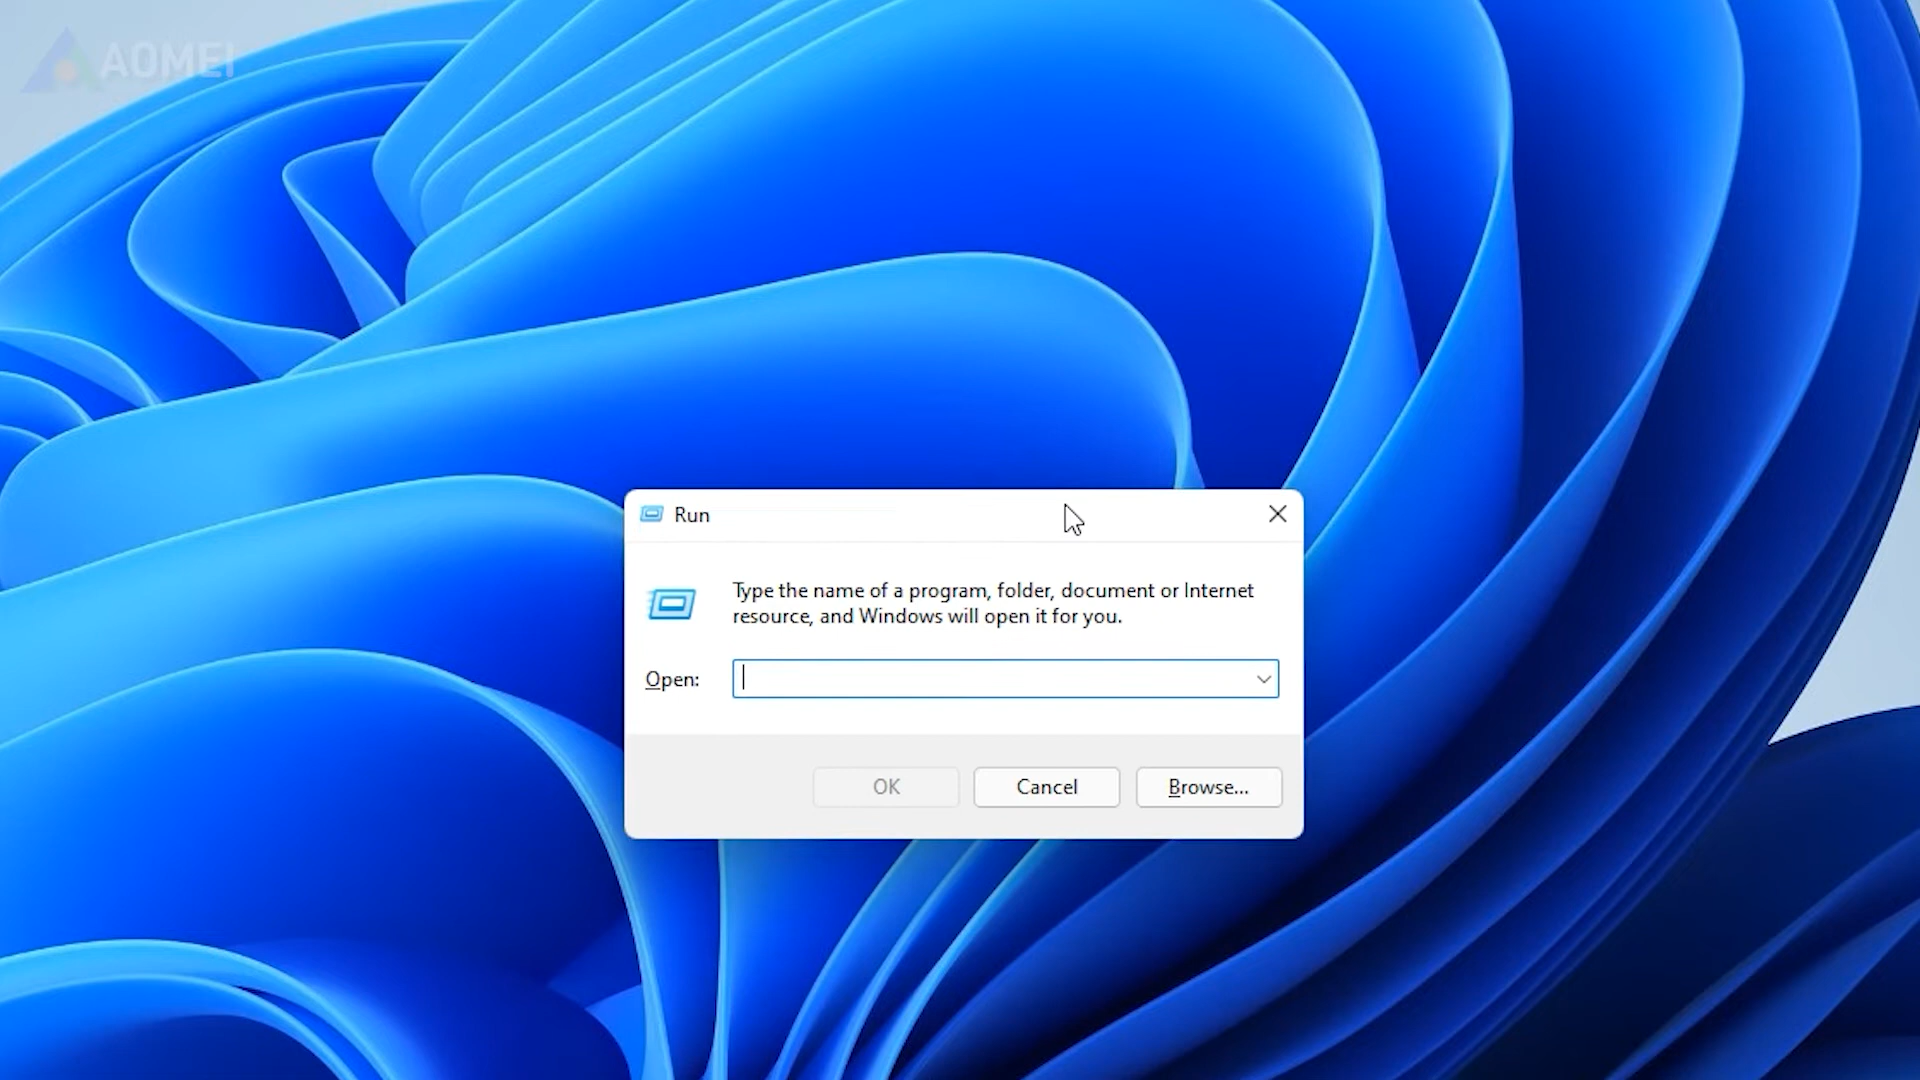 AOMEI
Run
Type the name of a program, folder, document or Internet
resource, and Windows will open it for you.
Open:
OK
Cancel
Browse...